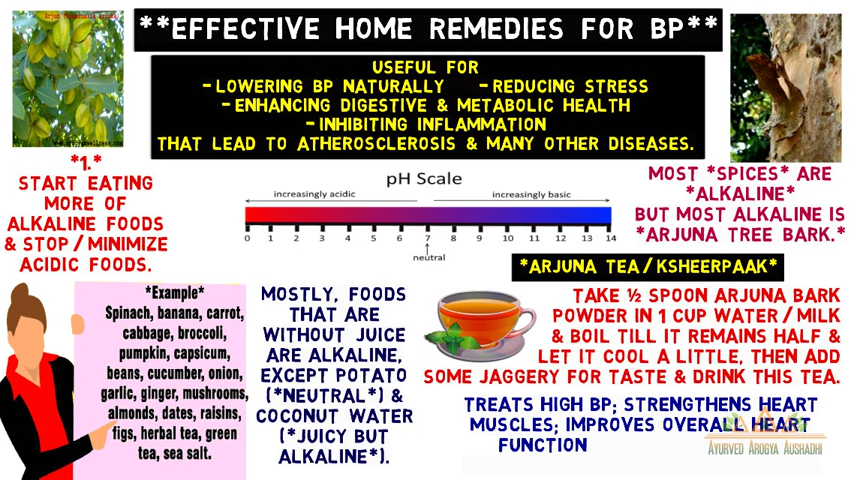 **EFFECTIVE HOME REMEDIES FOR BP**
USEFUL FOR
-LOWERING BP NATURALLY -REDUCING STRESS
-ENHANCING DIGESTIVE & METABOLIC HEALTH
-INHIBITING INFLAMMATION
THAT LEAD TO ATHEROSCLEROSIS & MANY OTHER DISEASES.
*1.*
START EATING
MORE OF
ALKALINE FOODS
& STOP/MINIMIZE
ACIDIC FOODS.
pH Scale
increasingly acidic increasingly basic
0 1 2 3 4 5 6 7 8 9 10 11 12 13 14
neutral
MOST *SPICES* ARE
*ALKALINE*
BUT MOST ALKALINE IS
*ARJUNA TREE BARK.*
*Example*
Spinach, banana, carrot,
cabbage, broccoli,
pumpkin, capsicum,
beans, cucumber, onion,
garlic, ginger, mushrooms,
almonds, dates, raisins,
figs, herbal tea, green
tea, sea salt.
MOSTLY, FOODS
THAT ARE
WITHOUT JUICE
ARE ALKALINE,
EXCEPT POTATO
(*NEUTRAL*) &
COCONUT WATER
(*JUICY BUT
ALKALINE*).
*ARJUNA TEA/KSHEERPAAK*
TAKE ½ SPOON ARJUNA BARK
POWDER IN 1 CUP WATER/MILK
& BOIL TILL IT REMAINS HALF &
LET IT COOL A LITTLE, THEN ADD
SOME JAGGERY FOR TASTE & DRINK THIS TEA.
TREATS HIGH BP; STRENGTHENS HEART
MUSCLES; IMPROVES OVERALL HEART
FUNCTION
AYURVED AROGYA AUSHADHI